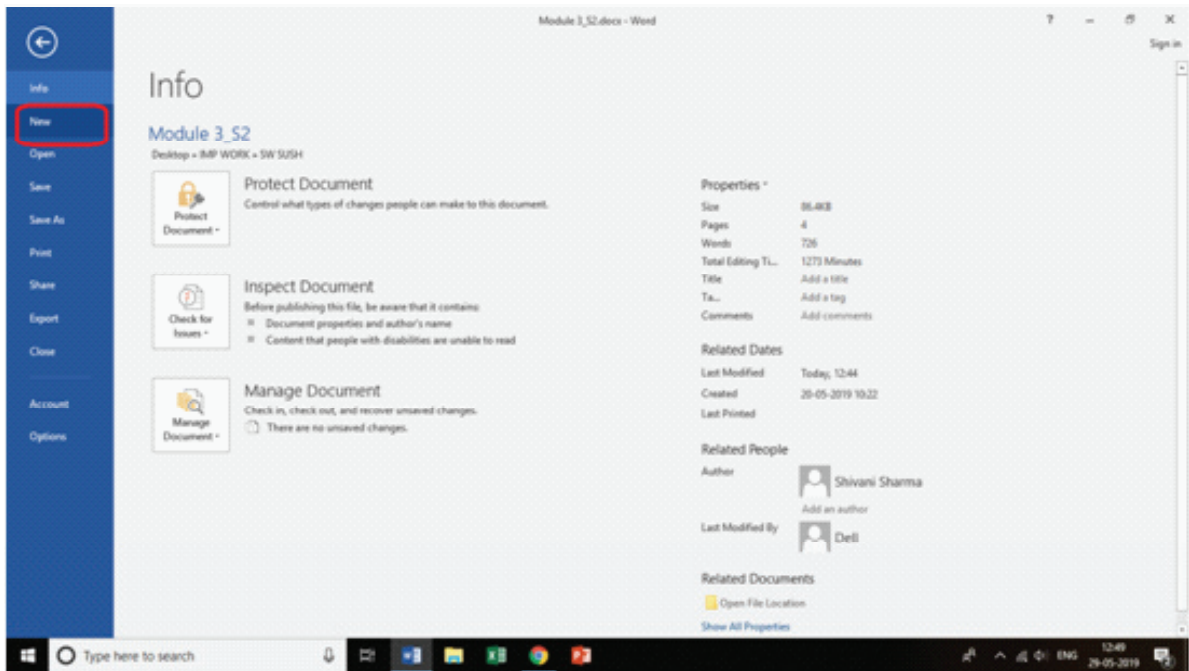 Module 3_S2.docx - Word
?
Sign in
Info
New
Open
Save
Save As
Print
Share
Export
Close
Account
Options
Info
Module 3_S2
Desktop » IMP WORK » SW SUSH
Protect Document
Protect Document
Control what types of changes people can make to this document.
Check for Issues
Inspect Document
Before publishing this file, be aware that it contains:
Document properties and author's name
Content that people with disabilities are unable to read
Manage Document
Manage Document
Check in, check out, and recover unsaved changes.
There are no unsaved changes.
Properties
Size 86.4KB
Pages 4
Words 726
Total Editing Ti... 1273 Minutes
Title Add a title
Ta... Add a tag
Comments Add comments
Related Dates
Last Modified Today, 12:44
Created 20-05-2019 10:22
Last Printed
Related People
Author Shivani Sharma
Add an author
Last Modified By Dell
Related Documents
Open File Location
Show All Properties
Type here to search
ENG
12:49
29-05-2019